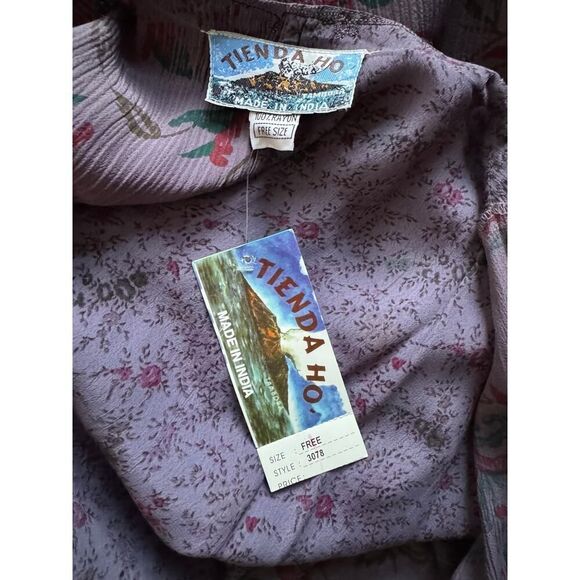 TIENDA HO
TAMBORA
MADE IN INDIA
100% RAYON
FREE SIZE
TIENDA HO.
MADE IN INDIA
SIZE : FREE
STYLE : 3078
PRICE: